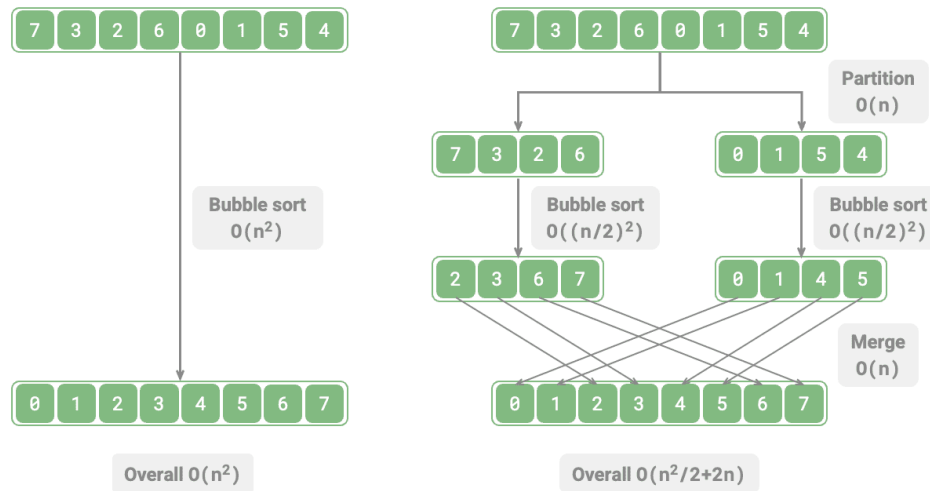 7 3 2 6 0 1 5 4
7 3 2 6 0 1 5 4
Partition
O(n)
7 3 2 6
0 1 5 4
Bubble sort
O(n²)
Bubble sort
O((n/2)²)
Bubble sort
O((n/2)²)
2 3 6 7
0 1 4 5
Merge
O(n)
0 1 2 3 4 5 6 7
0 1 2 3 4 5 6 7
Overall O(n²)
Overall O(n²/2+2n)